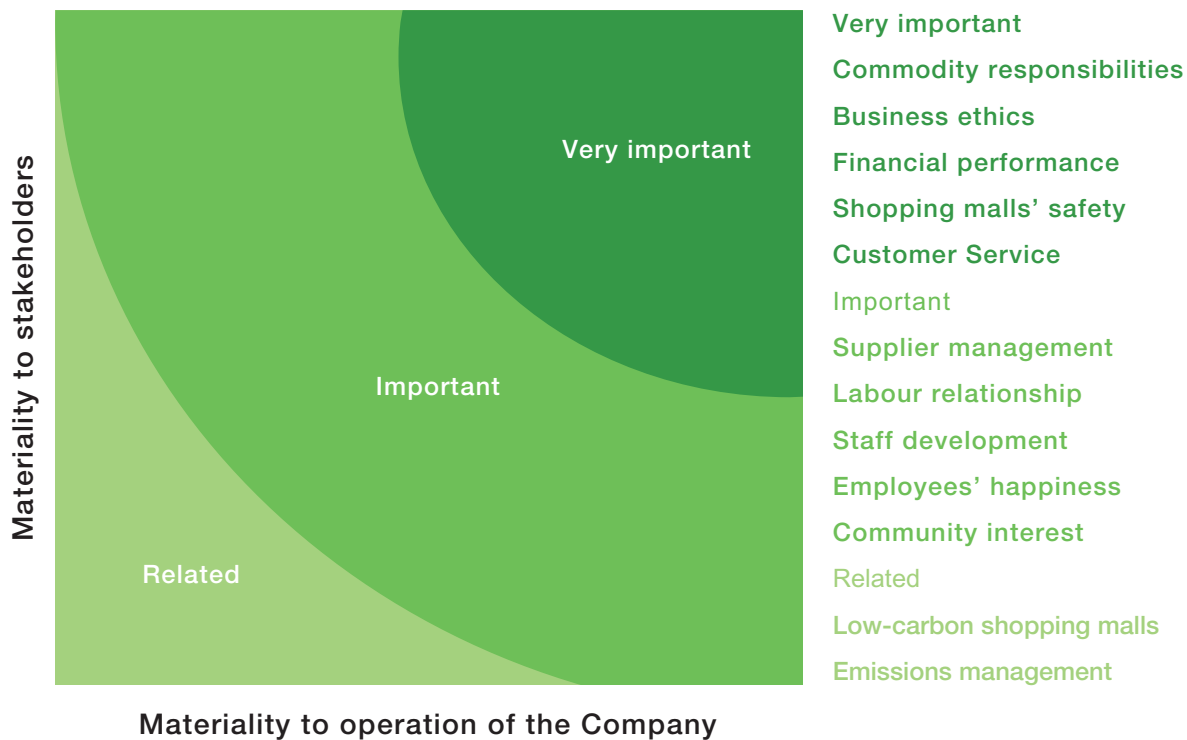 Materiality to stakeholders
Very important
Important
Related
Materiality to operation of the Company
Very important
Commodity responsibilities
Business ethics
Financial performance
Shopping malls’ safety
Customer Service
Important
Supplier management
Labour relationship
Staff development
Employees’ happiness
Community interest
Related
Low-carbon shopping malls
Emissions management